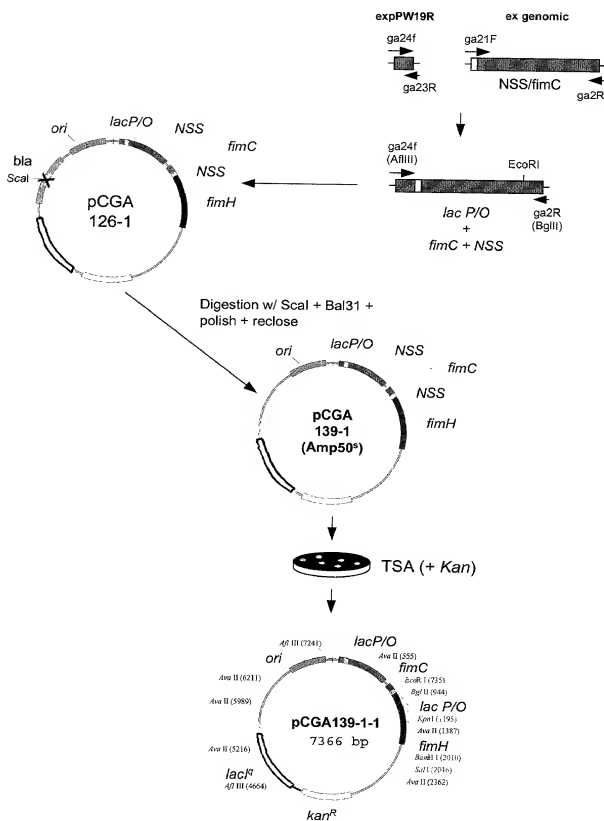 expPW19R
ex genomic
ga24f
ga21F
ga23R
NSS/fimC
ga2R
ga24f
(AflIII)
EcoRI
ga2R
(BglII)
lac P/O
+
fimC + NSS
ori
lacP/O
NSS
fimC
NSS
fimH
bla
ScaI
pCGA
126-1
Digestion w/ ScaI + Bal31 +
polish + reclose
ori
lacP/O
NSS
fimC
NSS
fimH
pCGA
139-1
(Amp50ˢ)
TSA (+ Kan)
Afl III (7241)
lacP/O
Ava II (555)
ori
fimC
EcoR I (735)
Ava II (6211)
Bgl II (944)
Ava II (5989)
lac P/O
Kpn I (1195)
Ava II (1387)
pCGA139-1-1
7366 bp
fimH
BamH I (2010)
Sal I (2016)
Ava II (2362)
Ava II (5216)
lacI^q
Afl III (4664)
kan^R